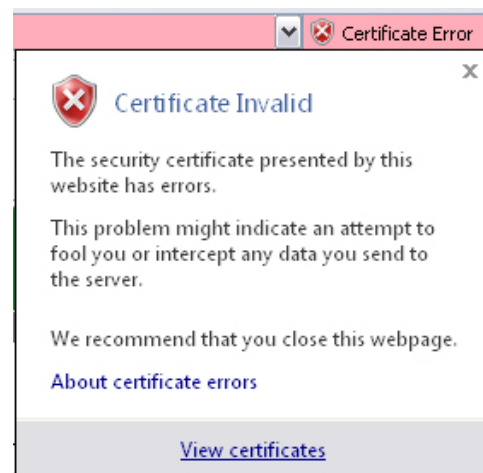 Certificate Error
x
Certificate Invalid
The security certificate presented by this
website has errors.
This problem might indicate an attempt to
fool you or intercept any data you send to
the server.
We recommend that you close this webpage.
About certificate errors
View certificates